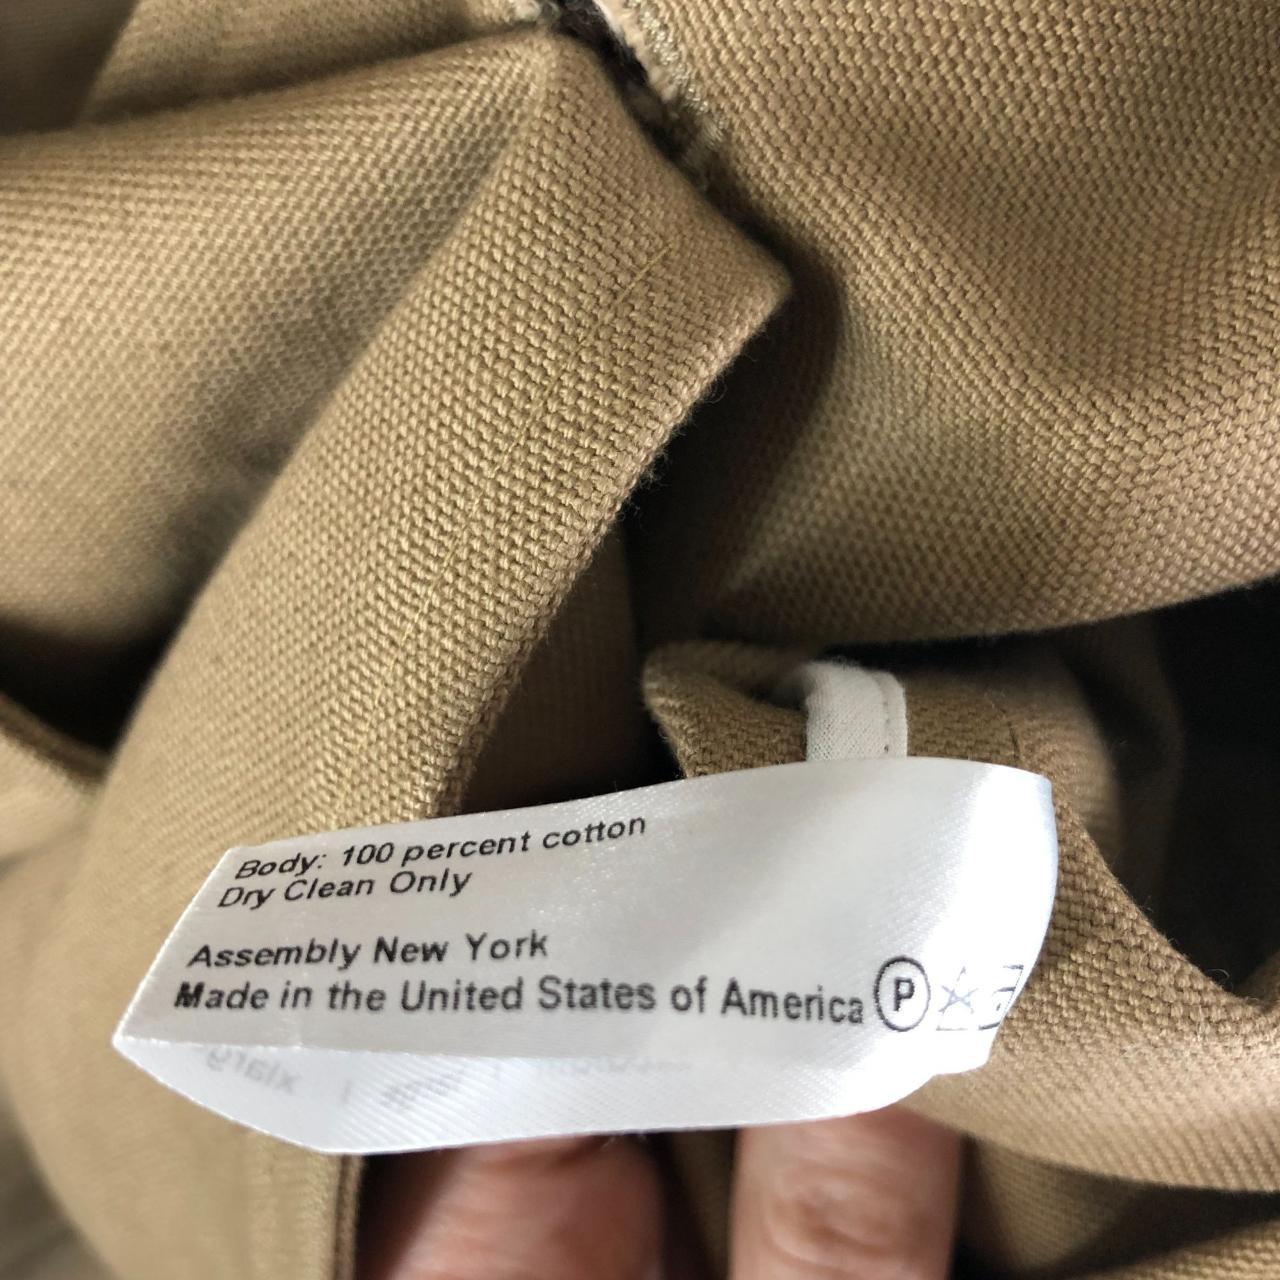 Body: 100 percent cotton
Dry Clean Only
Assembly New York
Made in the United States of America P